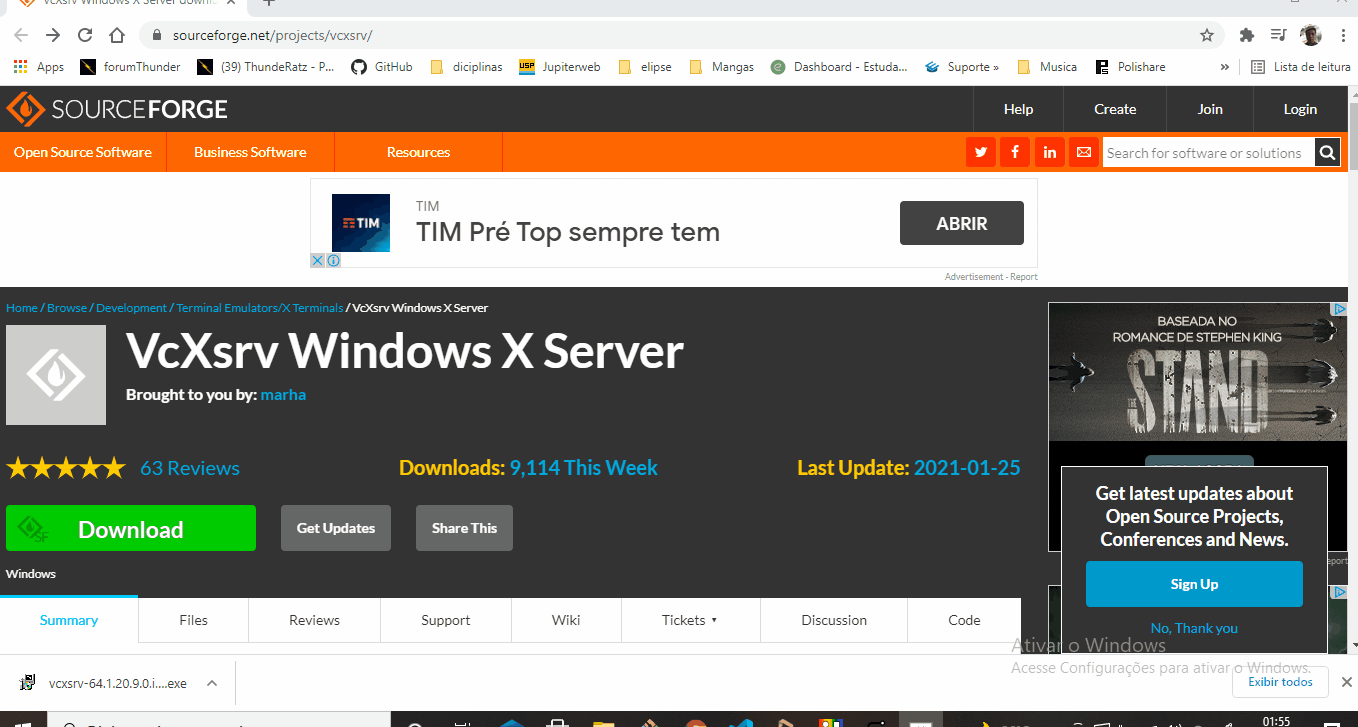 VcXsrv Windows X Server downl
sourceforge.net/projects/vcxsrv/
Apps forumThunder (39) ThundeRatz - P... GitHub diciplinas Jupiterweb elipse Mangas Dashboard - Estuda... Suporte » Musica Polishare » Lista de leitura
SOURCEFORGE
Help Create Join Login
Open Source Software Business Software Resources
Search for software or solutions
TIM
TIM
TIM Pré Top sempre tem
ABRIR
Advertisement - Report
Home / Browse / Development / Terminal Emulators/X Terminals / VcXsrv Windows X Server
VcXsrv Windows X Server
Brought to you by: marha
BASEADA NO
ROMANCE DE STEPHEN KING
THE STAND
63 Reviews
Downloads: 9,114 This Week
Last Update: 2021-01-25
Download
Get Updates
Share This
Get latest updates about
Open Source Projects,
Conferences and News.
Sign Up
No, Thank you
Windows
Summary Files Reviews Support Wiki Tickets Discussion Code
Ativar o Windows
Acesse Configurações para ativar o Windows.
vcxsrv-64.1.20.9.0.i....exe
Exibir todos
01:55